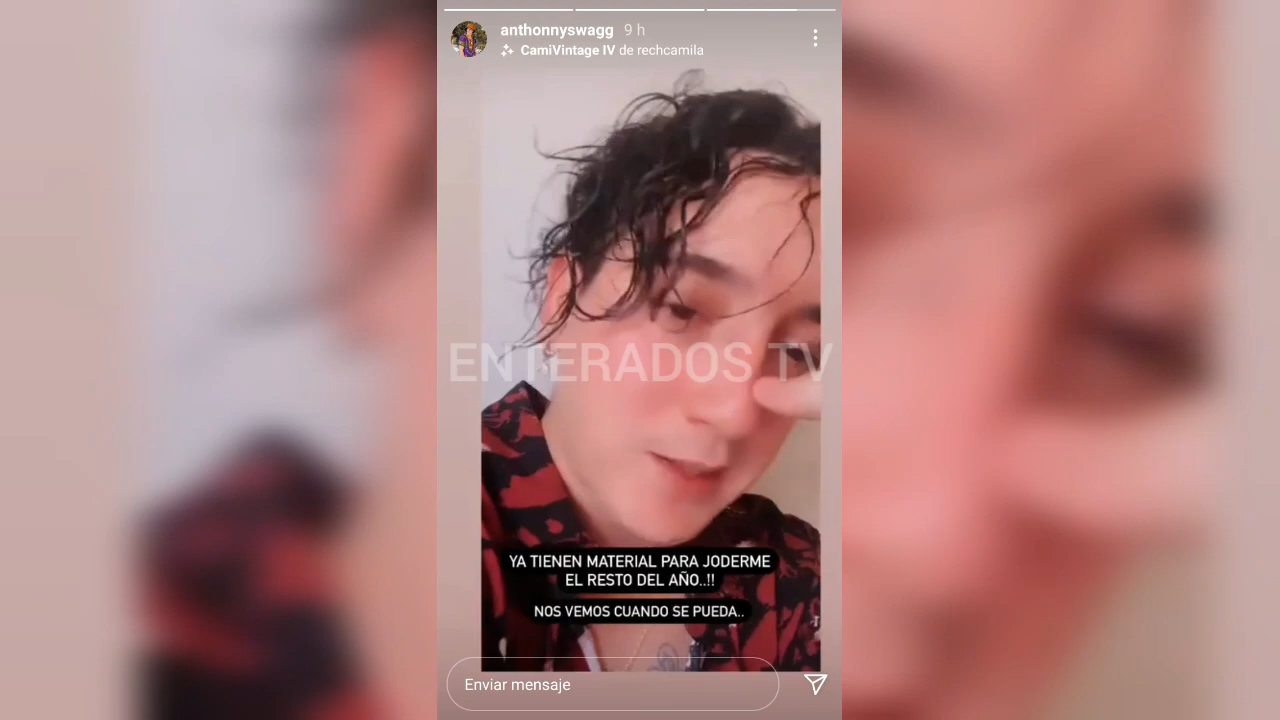 anthonnyswagg 9 h
CamiVintage IV de rechcamila
ENTERADOS TV
YA TIENEN MATERIAL PARA JODERME
EL RESTO DEL AÑO..!!
NOS VEMOS CUANDO SE PUEDA..
Enviar mensaje